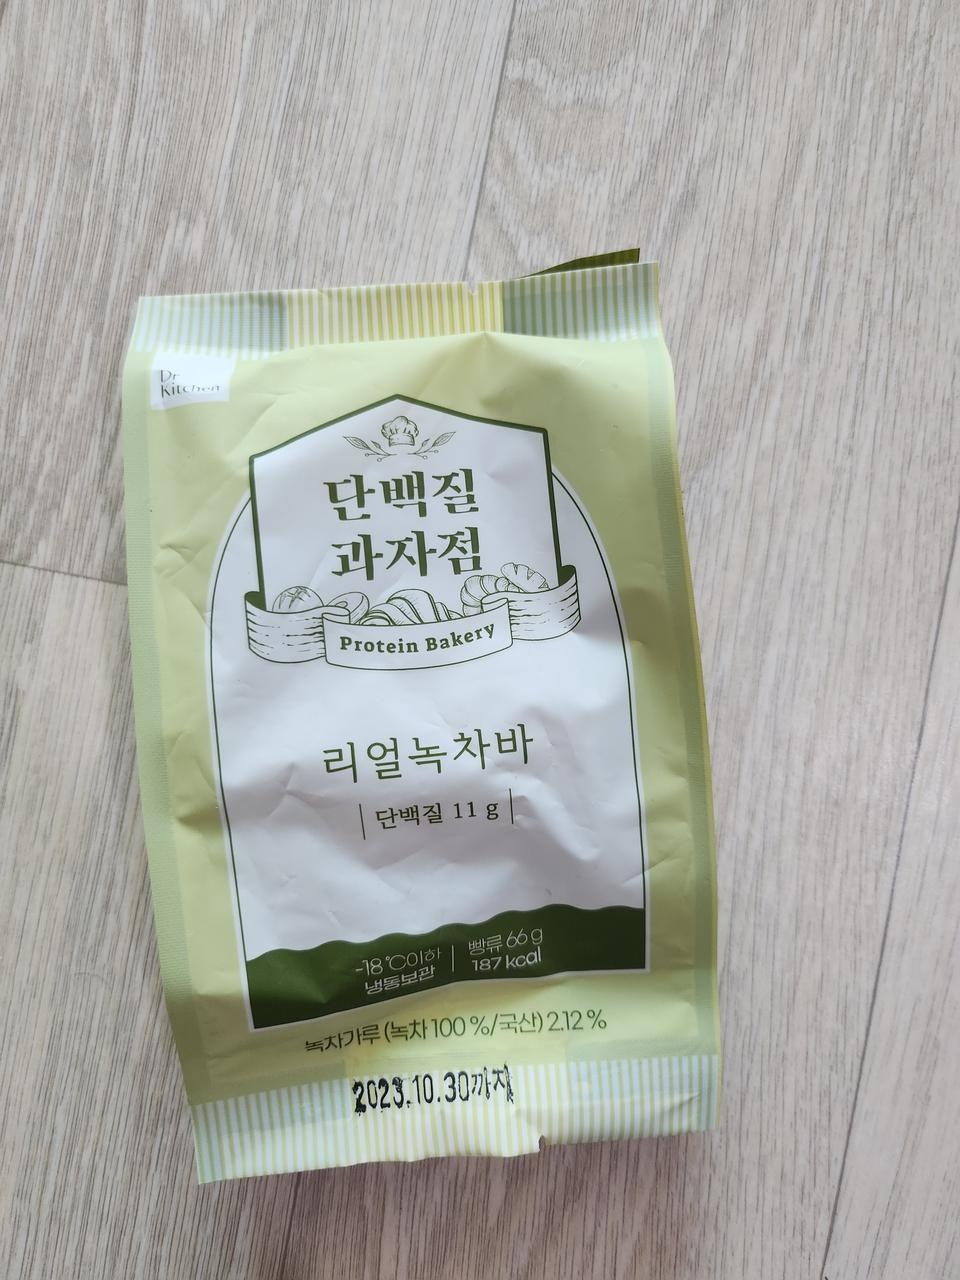 Dr
Kitchen
단백질
과자점
Protein Bakery
리얼녹차바
단백질 11 g
-18 ℃이하
냉동보관
빵류 66 g
187 kcal
녹차가루 (녹차 100 %/국산) 2.12 %
2023.10.30까지